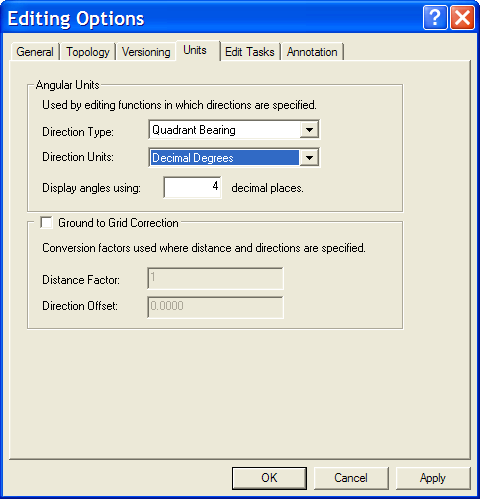 Editing Options
General Topology Versioning Units Edit Tasks Annotation
Angular Units
Used by editing functions in which directions are specified.
Direction Type: Quadrant Bearing
Direction Units: Decimal Degrees
Display angles using: 4 decimal places.
Ground to Grid Correction
Conversion factors used where distance and directions are specified.
Distance Factor: 1
Direction Offset: 0.0000
OK Cancel Apply